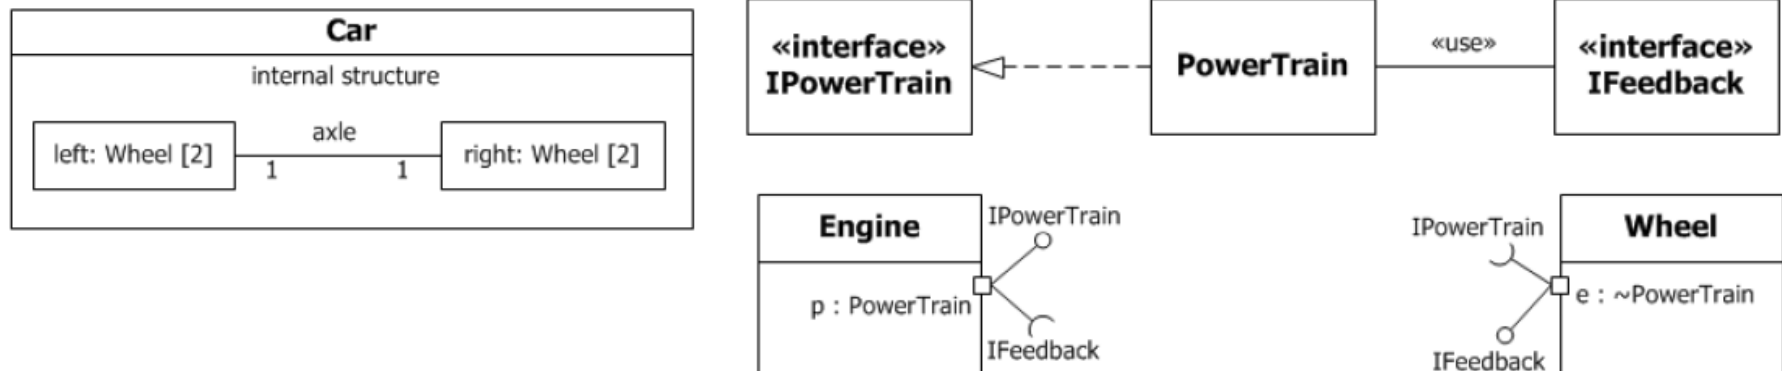 Car
internal structure
left: Wheel [2]
axle
1
1
right: Wheel [2]
«interface»
IPowerTrain
PowerTrain
«use»
«interface»
IFeedback
Engine
p : PowerTrain
IPowerTrain
IFeedback
IPowerTrain
IFeedback
Wheel
e : ~PowerTrain